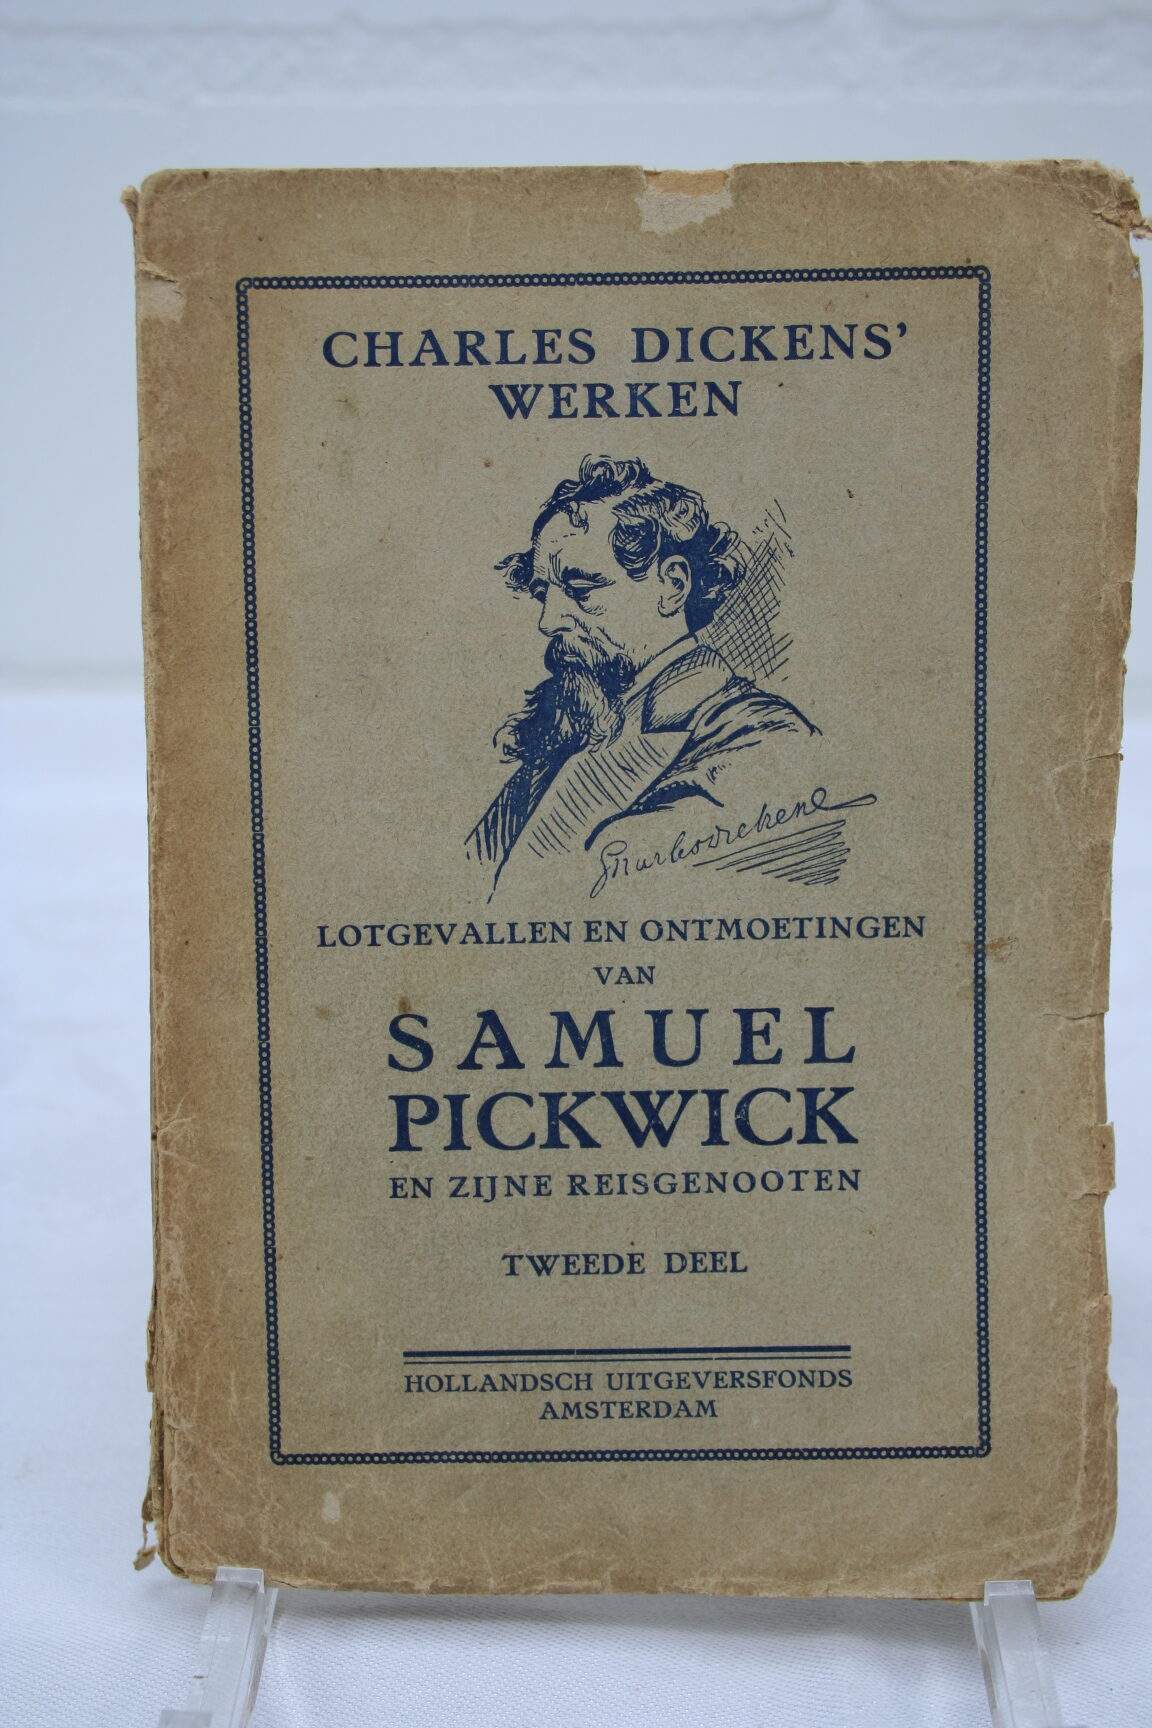 CHARLES DICKENS'
WERKEN
LOTGEVALLEN EN ONTMOETINGEN
VAN
SAMUEL
PICKWICK
EN ZIJNE REISGENOOTEN
TWEEDE DEEL
HOLLANDSCH UITGEVERSFONDS
AMSTERDAM